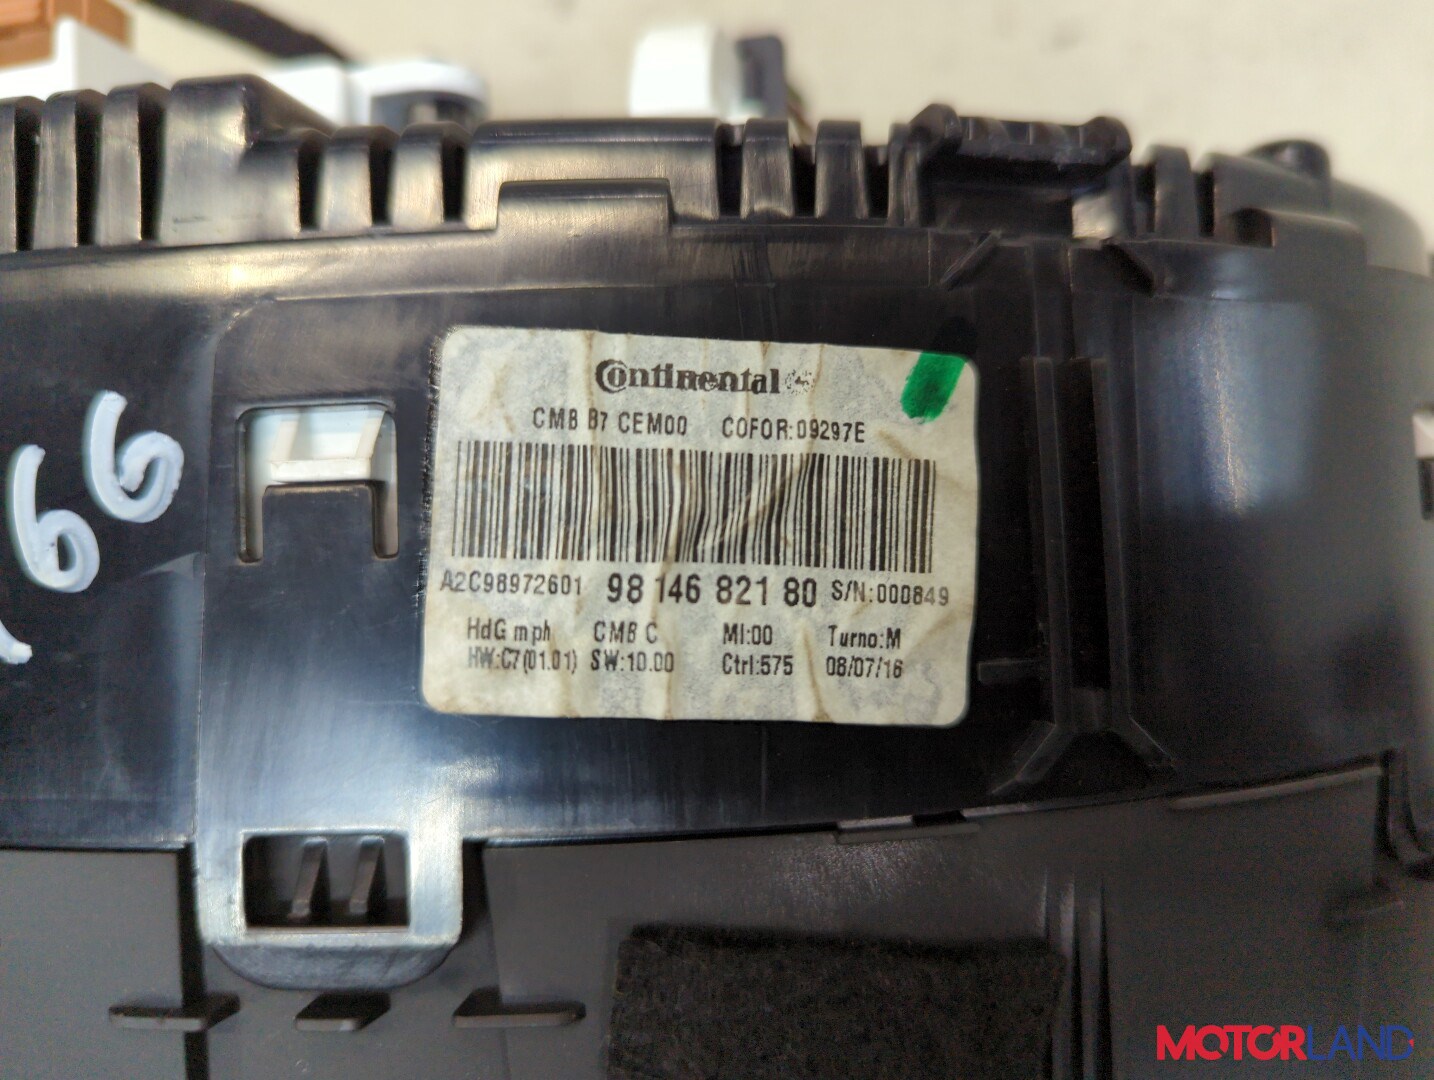 Continental
CMB B7 CEM00 COFOR:09297E
A2C98972601 98 146 821 80 S/N:000849
HdG mph CMB C MI:00 Turno:M
HW:C7(01.01) SW:10.00 Ctrl:575 08/07/16
66
MOTORLAND